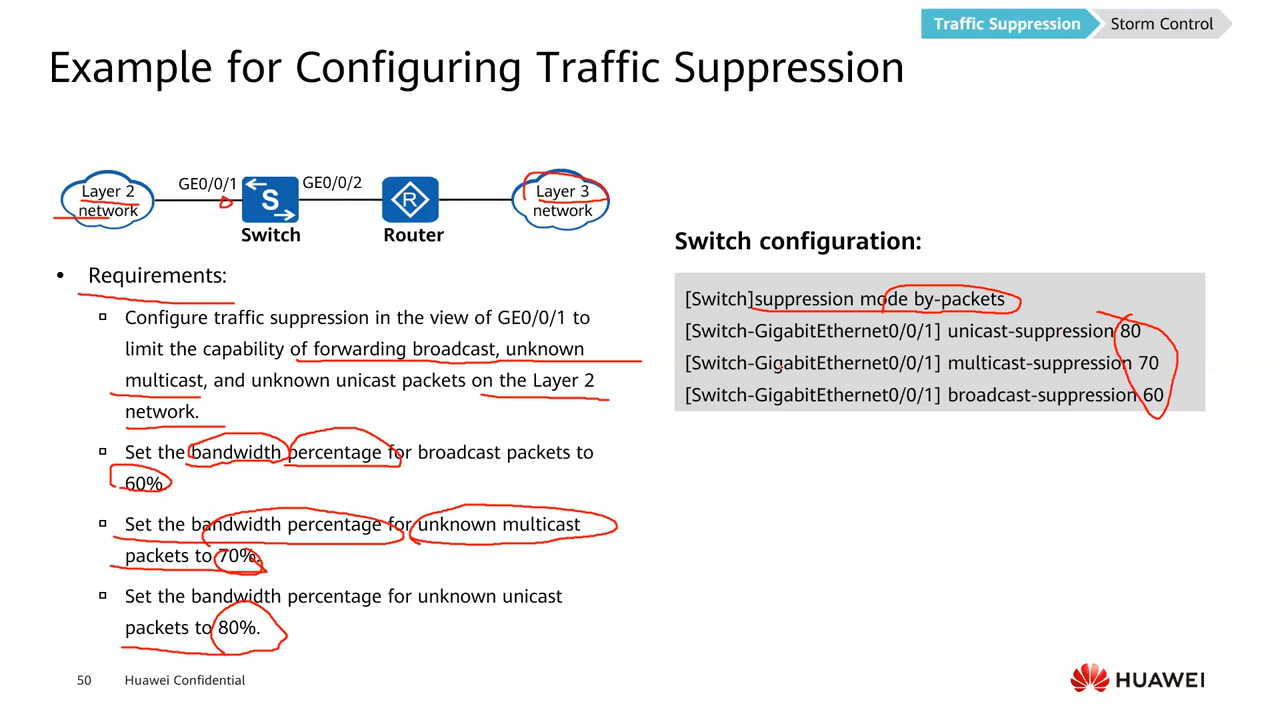 Traffic Suppression
Storm Control
Example for Configuring Traffic Suppression
Layer 2
network
GE0/0/1
S
GE0/0/2
R
Layer 3
network
Switch
Router
• Requirements:
Configure traffic suppression in the view of GE0/0/1 to
limit the capability of forwarding broadcast, unknown
multicast, and unknown unicast packets on the Layer 2
network.
Set the bandwidth percentage for broadcast packets to
60%.
Set the bandwidth percentage for unknown multicast
packets to 70%.
Set the bandwidth percentage for unknown unicast
packets to 80%.
Switch configuration:
[Switch]suppression mode by-packets
[Switch-GigabitEthernet0/0/1] unicast-suppression 80
[Switch-GigabitEthernet0/0/1] multicast-suppression 70
[Switch-GigabitEthernet0/0/1] broadcast-suppression 60
50 Huawei Confidential
HUAWEI